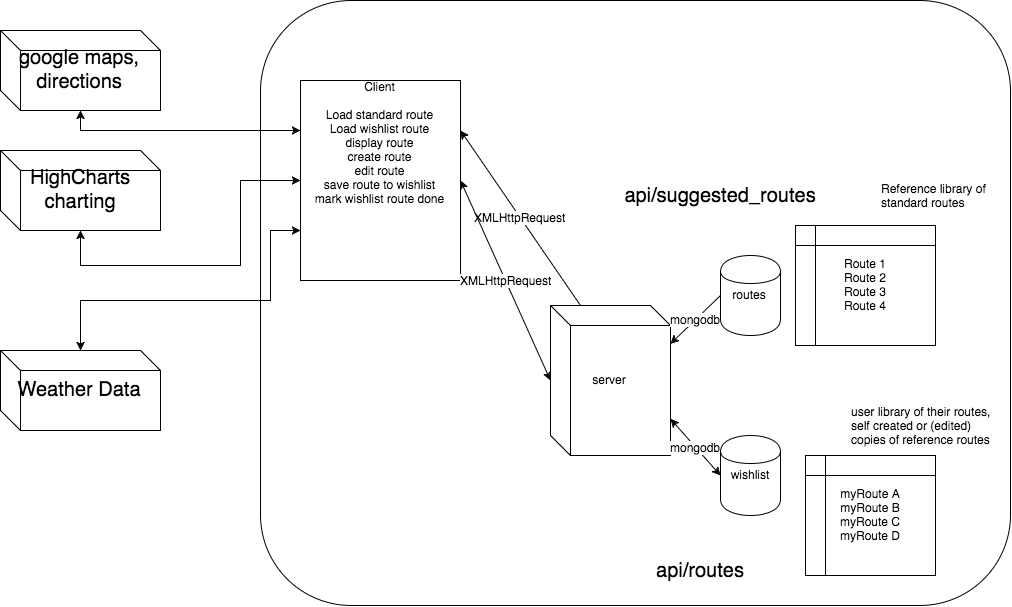 google maps,
directions
HighCharts
charting
Weather Data
Client
Load standard route
Load wishlist route
display route
create route
edit route
save route to wishlist
mark wishlist route done
XMLHttpRequest
XMLHttpRequest
server
api/suggested_routes
Reference library of
standard routes
routes
mongodb
Route 1
Route 2
Route 3
Route 4
user library of their routes,
self created or (edited)
copies of reference routes
mongodb
wishlist
myRoute A
myRoute B
myRoute C
myRoute D
api/routes